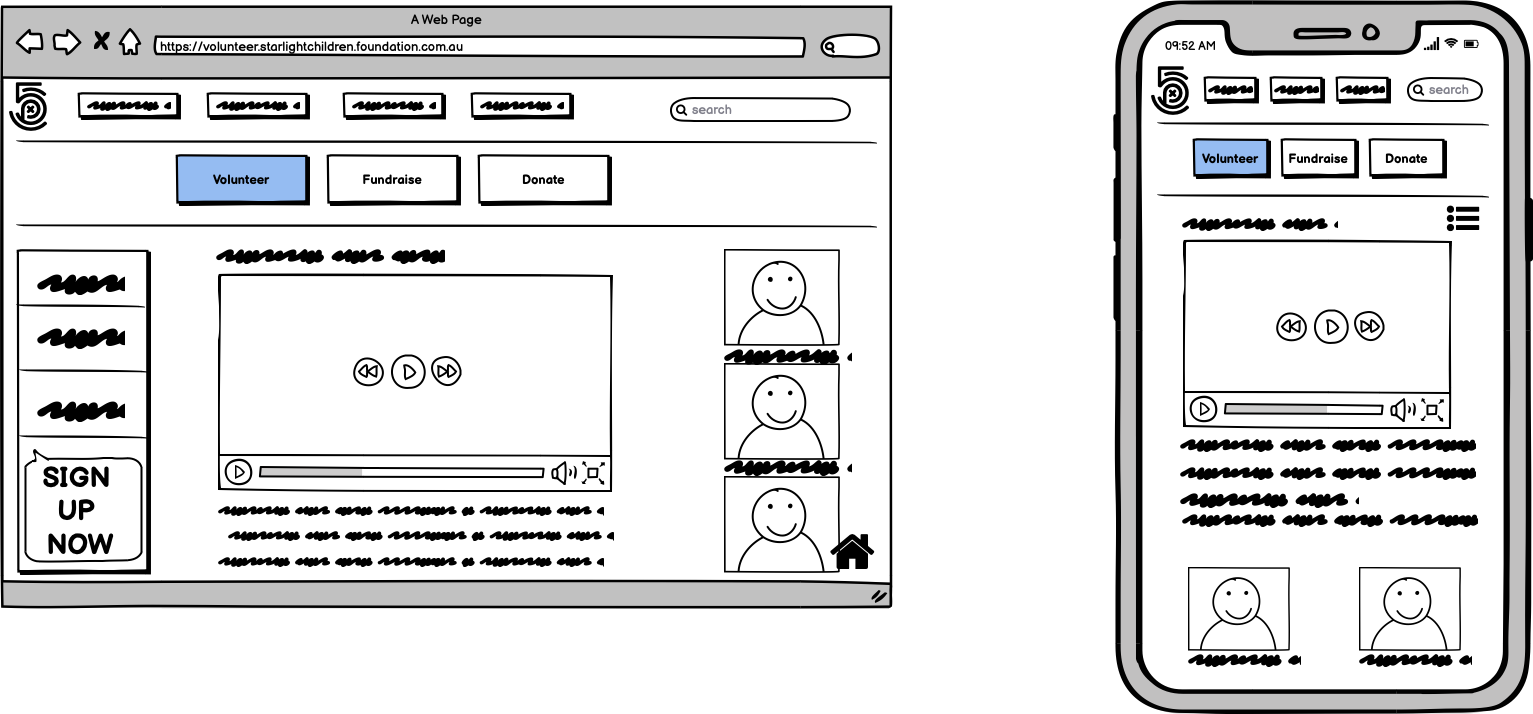 A Web Page
https://volunteer.starlightchildren.foundation.com.au
search
Volunteer
Fundraise
Donate
SIGN
UP
NOW
09:52 AM
search
Volunteer
Fundraise
Donate